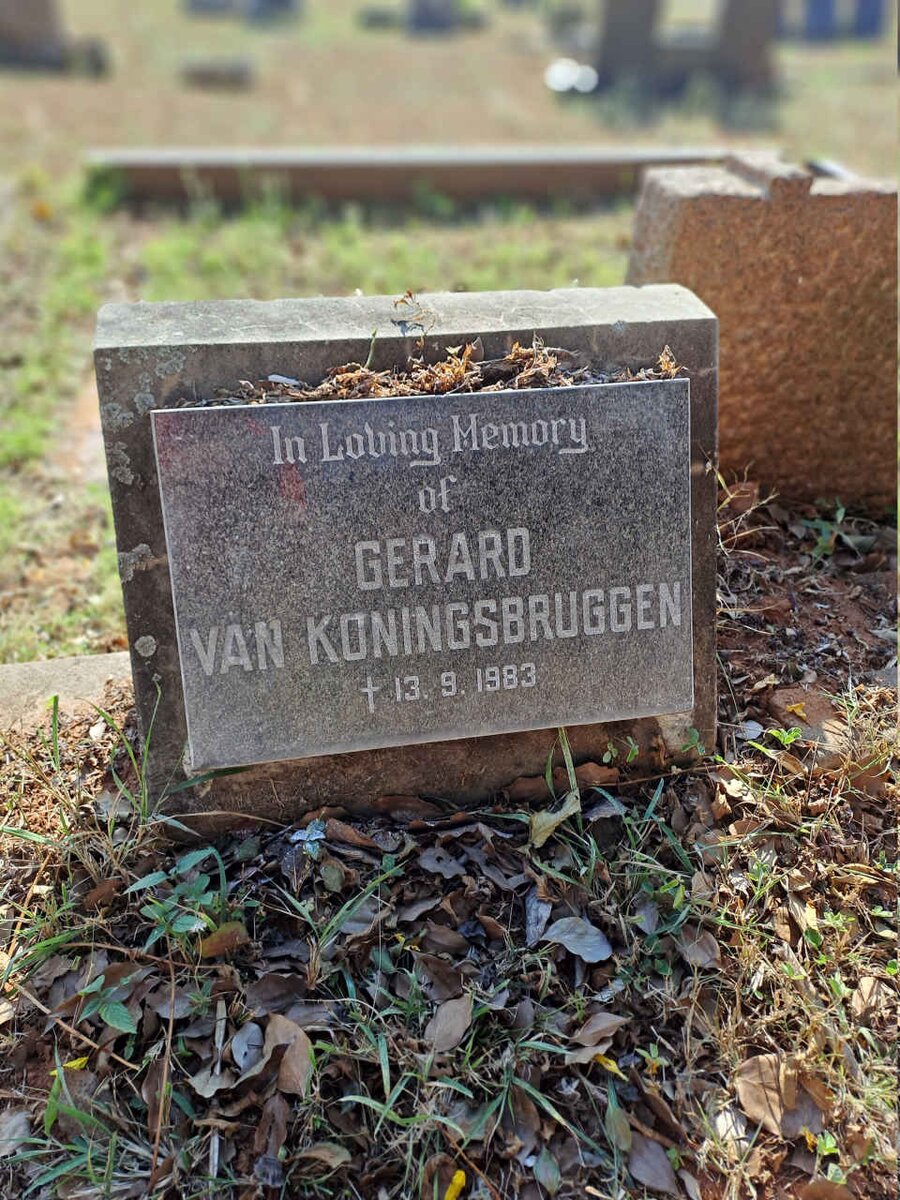 In Loving Memory
of
GERARD
VAN KONINGSBRUGGEN
† 13. 9. 1983